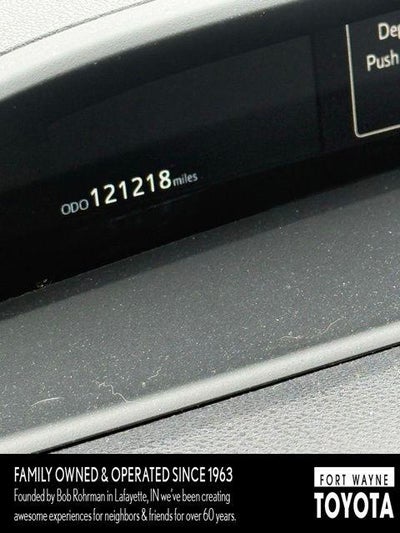 Dep
Push
ODO 121218 miles
FAMILY OWNED & OPERATED SINCE 1963
Founded by Bob Rohrman in Lafayette, IN we've been creating
awesome experiences for neighbors & friends for over 60 years.
FORT WAYNE
TOYOTA